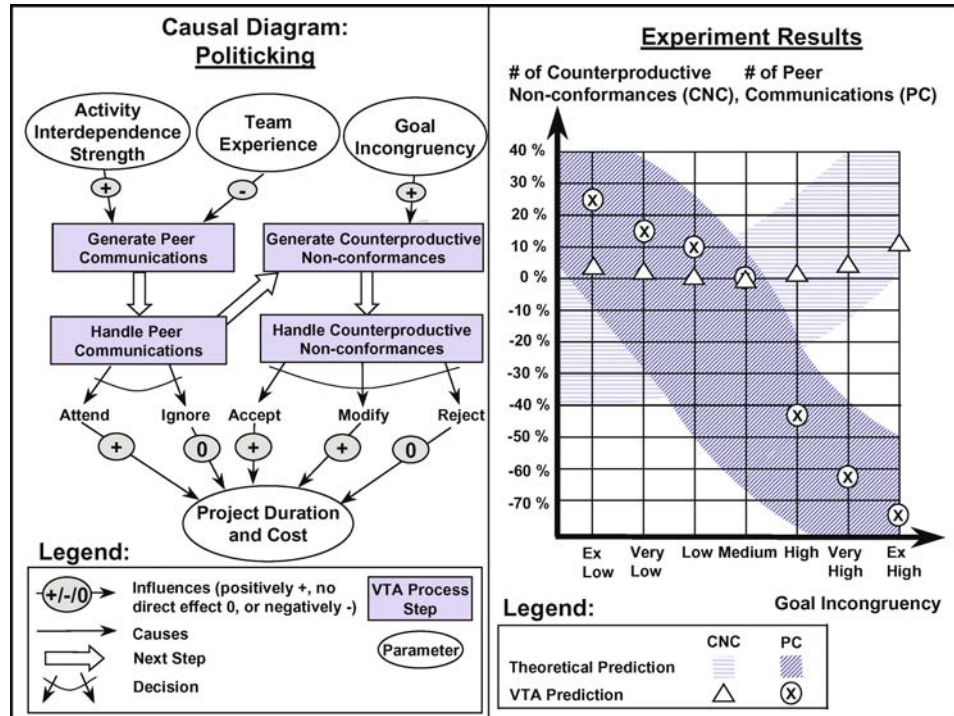 Causal Diagram:
Politicking
Activity
Interdependence
Strength
Team
Experience
Goal
Incongruency
+
-
+
Generate Peer
Communications
Generate Counterproductive
Non-conformances
Handle Peer
Communications
Handle Counterproductive
Non-conformances
Attend
Ignore
Accept
Modify
Reject
+
0
+
+
0
Project Duration
and Cost
Legend:
+/-/0
Influences (positively +, no
direct effect 0, or negatively -)
Causes
Next Step
Decision
VTA Process
Step
Parameter
Experiment Results
# of Counterproductive # of Peer
Non-conformances (CNC), Communications (PC)
40 %
30 %
20 %
10 %
0 %
-10 %
-20 %
-30 %
-40 %
-50 %
-60 %
-70 %
X
X
X
X
X
X
X
Ex
Low
Very
Low
Low
Medium
High
Very
High
Ex
High
Goal Incongruency
Legend:
CNC PC
Theoretical Prediction
VTA Prediction
X